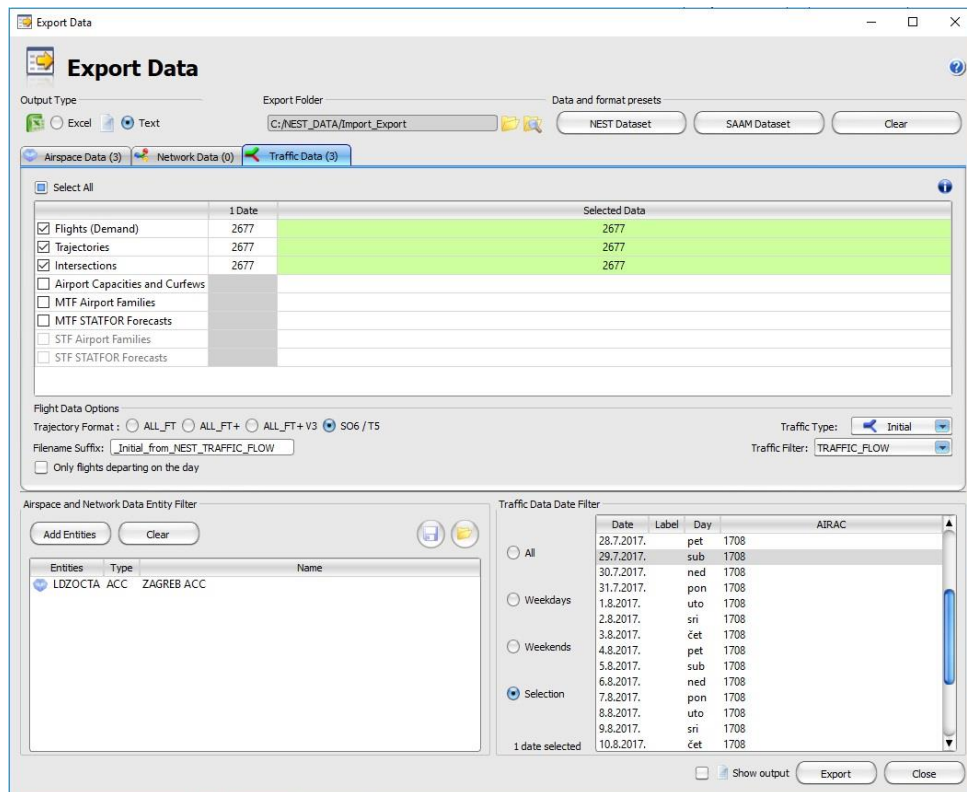 Export Data
Export Data
Output Type
Export Folder
Data and format presets
Excel
Text
C:/NEST_DATA/Import_Export
NEST Dataset
SAAM Dataset
Clear
Airspace Data (3)
Network Data (0)
Traffic Data (3)
Select All
1 Date
Selected Data
Flights (Demand) 2677 2677
Trajectories 2677 2677
Intersections 2677 2677
Airport Capacities and Curfews
MTF Airport Families
MTF STATFOR Forecasts
STF Airport Families
STF STATFOR Forecasts
Flight Data Options
Trajectory Format : ALL_FT ALL_FT+ ALL_FT+ V3 SO6 / T5
Traffic Type: Initial
Filename Suffix: _Initial_from_NEST_TRAFFIC_FLOW
Traffic Filter: TRAFFIC_FLOW
Only flights departing on the day
Airspace and Network Data Entity Filter
Add Entities
Clear
Entities Type Name
LDZOCTA ACC ZAGREB ACC
Traffic Data Date Filter
All
Weekdays
Weekends
Selection
1 date selected
Date Label Day AIRAC
28.7.2017. pet 1708
29.7.2017. sub 1708
30.7.2017. ned 1708
31.7.2017. pon 1708
1.8.2017. uto 1708
2.8.2017. sri 1708
3.8.2017. čet 1708
4.8.2017. pet 1708
5.8.2017. sub 1708
6.8.2017. ned 1708
7.8.2017. pon 1708
8.8.2017. uto 1708
9.8.2017. sri 1708
10.8.2017. čet 1708
Show output
Export
Close